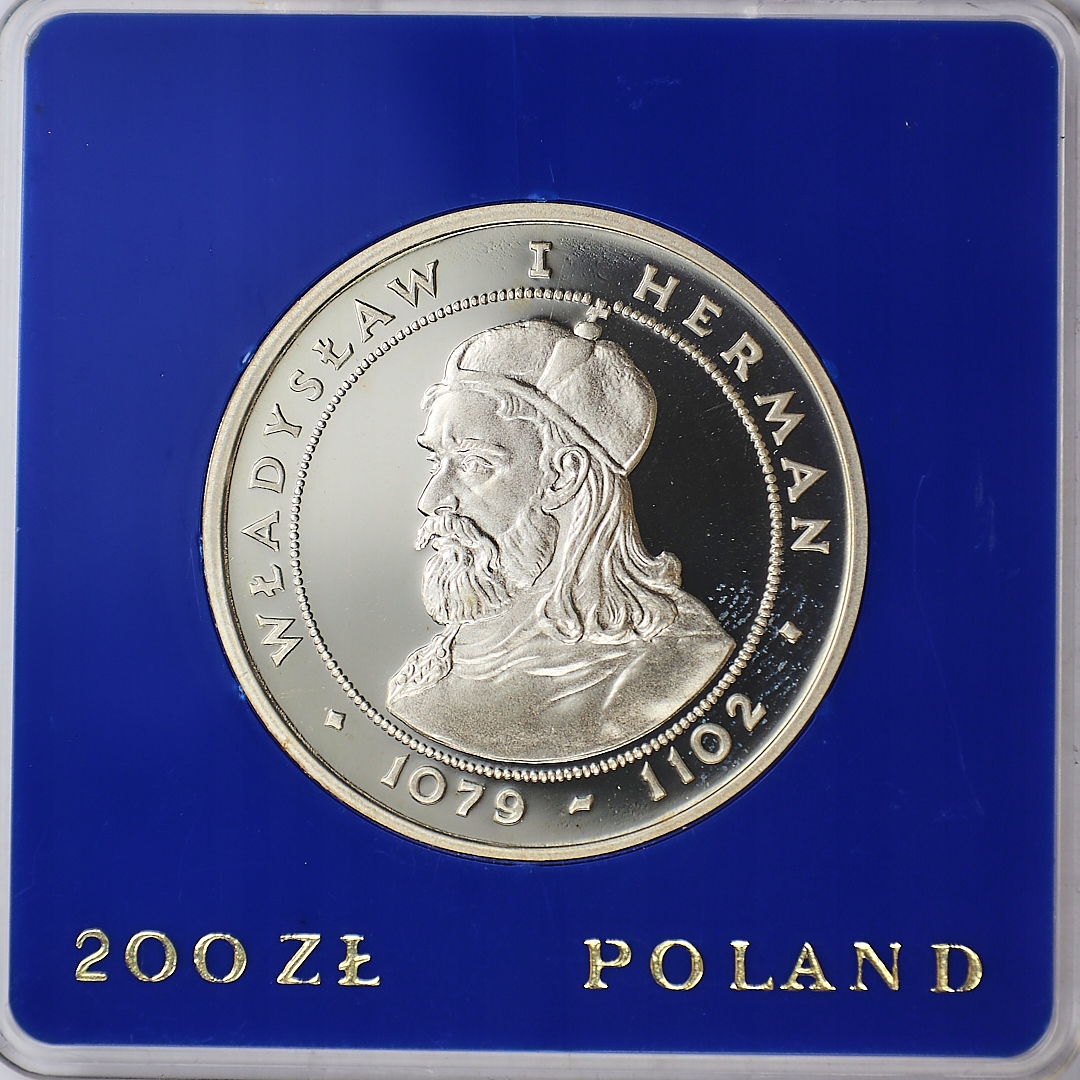 WŁADYSŁAW I HERMAN
1079 - 1102
200 ZŁ POLAND